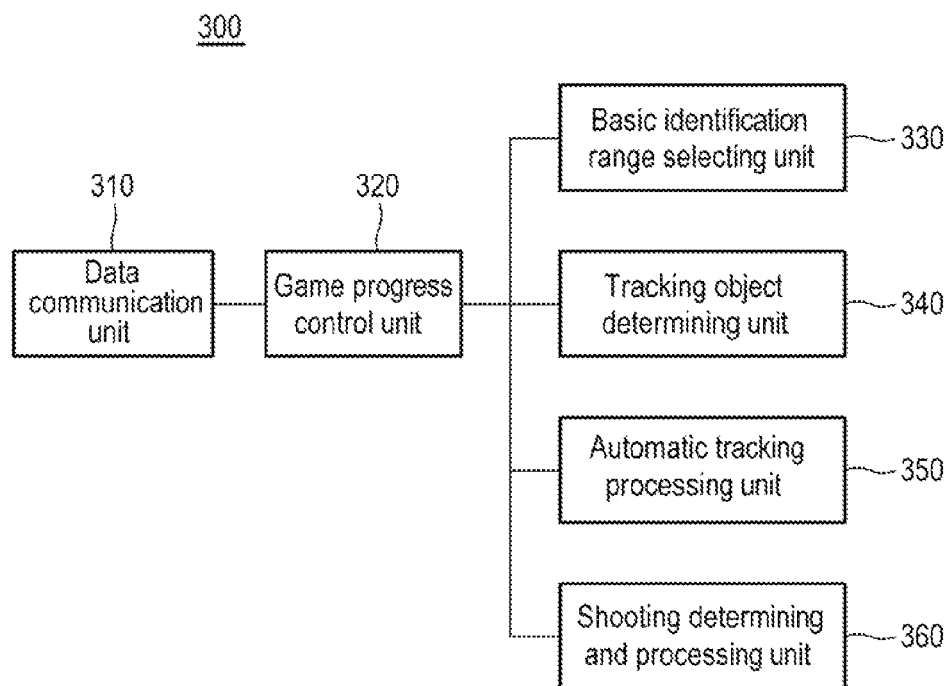 300
Basic identification
range selecting unit
330
310
320
Data
communication
unit
Game progress
control unit
Tracking object
determining unit
340
Automatic tracking
processing unit
350
Shooting determining
and processing unit
360